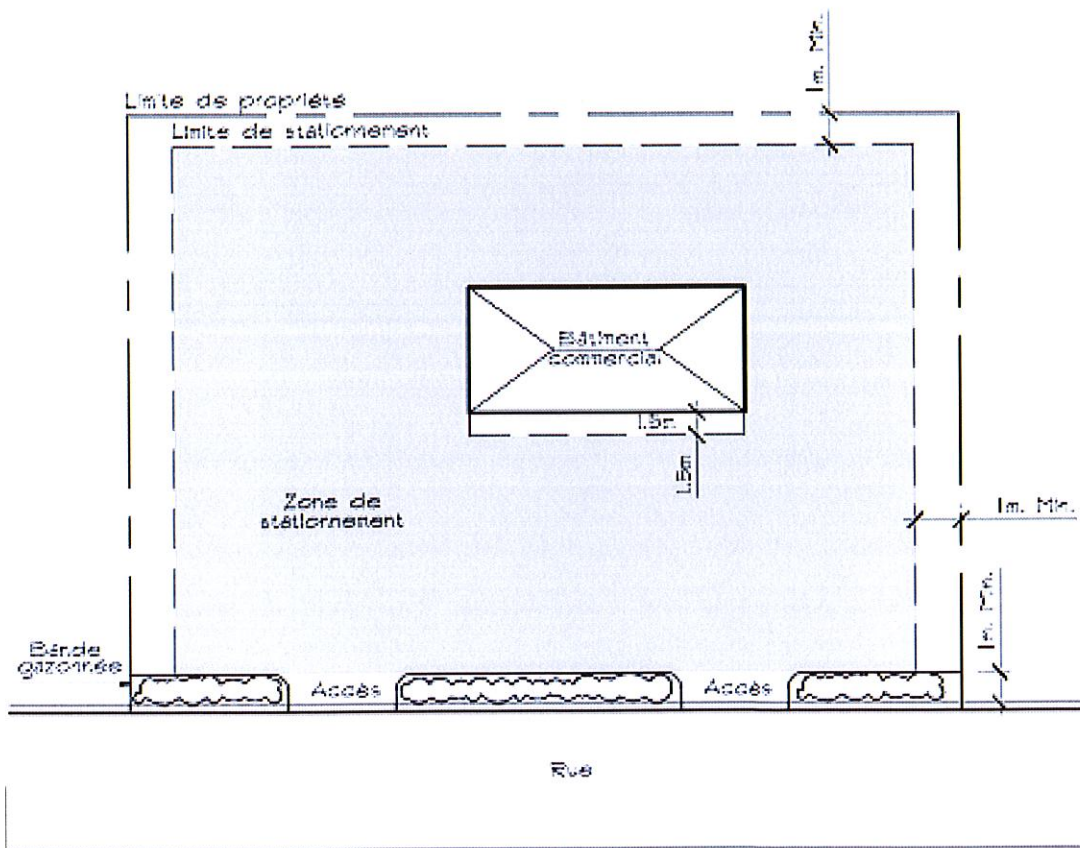 1m. Min.
Limite de propriété
Limite de stationnement
Bâtiment
commercial
1.5m
1.5m
Zone de
stationnement
1m. Min.
1m. Min.
Bande
gazonnée
Accès
Accès
Rue